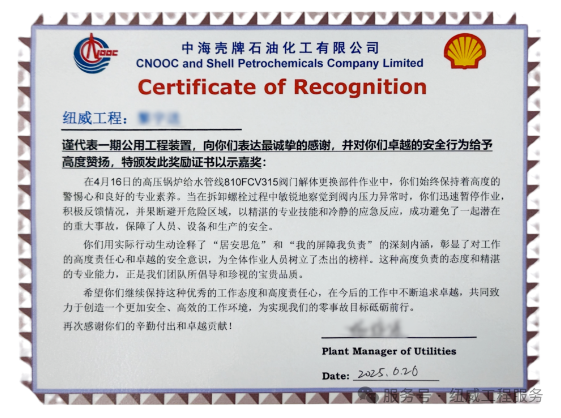 CNOOC
中海壳牌石油化工有限公司
CNOOC and Shell Petrochemicals Company Limited
Certificate of Recognition
纽威工程：
谨代表一期公用工程装置，向你们表达最诚挚的感谢，并对你们卓越的安全行为给予
高度赞扬，特颁发此奖励证书以示嘉奖：
在4月16日的高压锅炉给水管线810FCV315阀门解体更换部件作业中，你们始终保持着高度的
警惕心和良好的专业素养。当在拆卸螺栓过程中敏锐地察觉到阀内压力异常时，你们迅速暂停作业，
积极反馈情况，并果断避开危险区域，以精湛的专业技能和冷静的应急反应，成功避免了一起潜在
的重大事故，保障了人员、设备和生产的安全。
你们用实际行动生动诠释了“居安思危”和“我的屏障我负责”的深刻内涵，彰显了对工作
的高度责任心和卓越的安全意识，为全体作业人员树立了杰出的榜样。这种高度负责的态度和精湛
的专业能力，正是我们团队所倡导和珍视的宝贵品质。
希望你们继续保持这种优秀的工作态度和高度责任心，在今后的工作中不断追求卓越，共同致
力于创造一个更加安全、高效的工作环境，为实现我们的零事故目标砥砺前行。
再次感谢你们的辛勤付出和卓越贡献！
Plant Manager of Utilities
Date: 2025.6.26
服务号 · 纽威工程服务